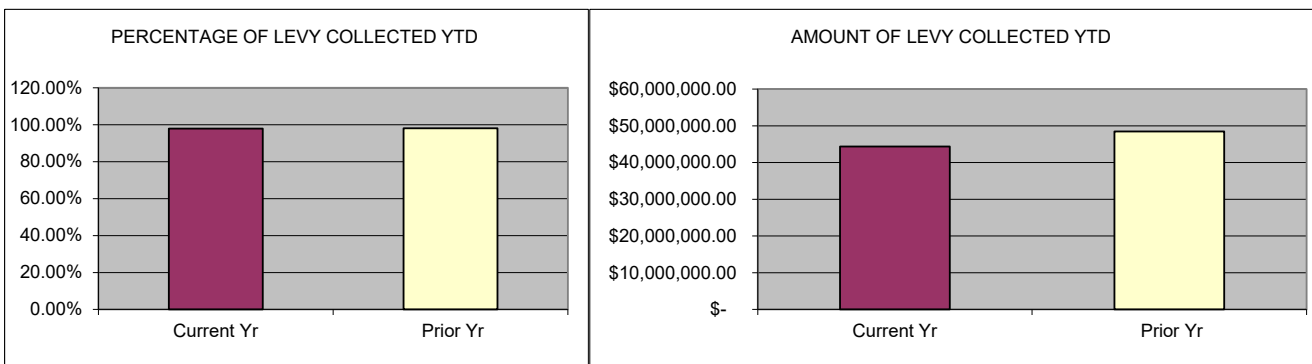 PERCENTAGE OF LEVY COLLECTED YTD
120.00%
100.00%
80.00%
60.00%
40.00%
20.00%
0.00%
Current Yr
Prior Yr
AMOUNT OF LEVY COLLECTED YTD
$60,000,000.00
$50,000,000.00
$40,000,000.00
$30,000,000.00
$20,000,000.00
$10,000,000.00
$-
Current Yr
Prior Yr